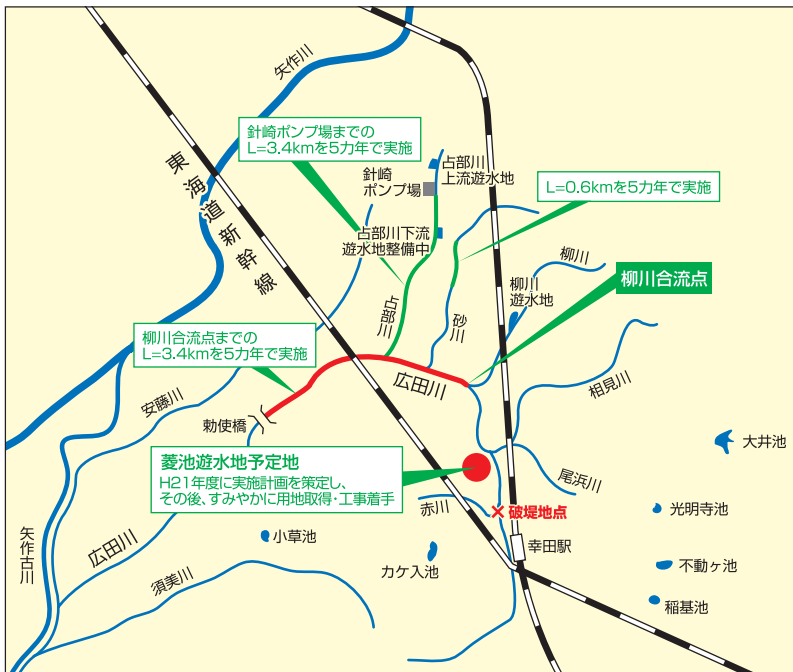 矢作川
針崎ポンプ場までの
L=3.4kmを5カ年で実施
占部川
上流遊水地
針崎
ポンプ場
L=0.6kmを5カ年で実施
東海道新幹線
占部川下流
遊水地整備中
柳川
柳川合流点
柳川
遊水地
占部川
砂川
柳川合流点までの
L=3.4kmを5カ年で実施
広田川
相見川
安藤川
勅使橋
大井池
菱池遊水地予定地
H21年度に実施計画を策定し、
その後、すみやかに用地取得・工事着手
尾浜川
赤川
破堤地点
光明寺池
矢作古川
広田川
小草池
幸田駅
カケ入池
不動ヶ池
須美川
稲基池